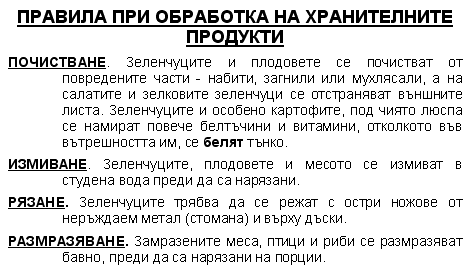 ПРАВИЛА ПРИ ОБРАБОТКА НА ХРАНИТЕЛНИТЕ
ПРОДУКТИ
ПОЧИСТВАНЕ. Зеленчуците и плодовете се почистват от
повредените части - набити, загнили или мухлясали, а на
салатите и зелковите зеленчуци се отстраняват външните
листа. Зеленчуците и особено картофите, под чиято люспа
се намират повече белтъчини и витамини, отколкото във
вътрешността им, се белят тънко.
ИЗМИВАНЕ. Зеленчуците, плодовете и месото се измиват в
студена вода преди да са нарязани.
РЯЗАНЕ. Зеленчуците трябва да се режат с остри ножове от
неръждаем метал (стомана) и върху дъски.
РАЗМРАЗЯВАНЕ. Замразените меса, птици и риби се размразяват
бавно, преди да са нарязани на порции.